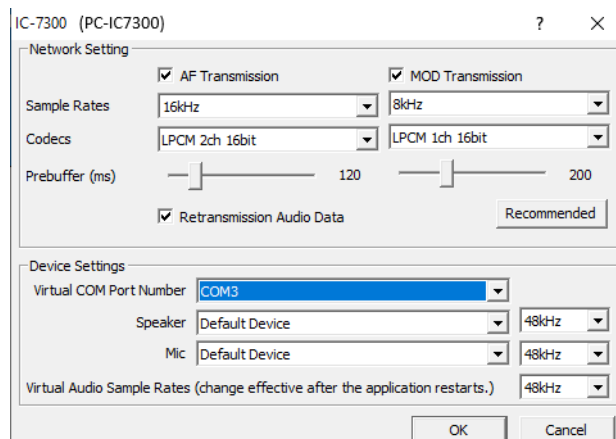 IC-7300 (PC-IC7300) ? ×
Network Setting
AF Transmission MOD Transmission
Sample Rates 16kHz 8kHz
Codecs LPCM 2ch 16bit LPCM 1ch 16bit
Prebuffer (ms) 120 200
Retransmission Audio Data Recommended
Device Settings
Virtual COM Port Number COM3
Speaker Default Device 48kHz
Mic Default Device 48kHz
Virtual Audio Sample Rates (change effective after the application restarts.) 48kHz
OK Cancel